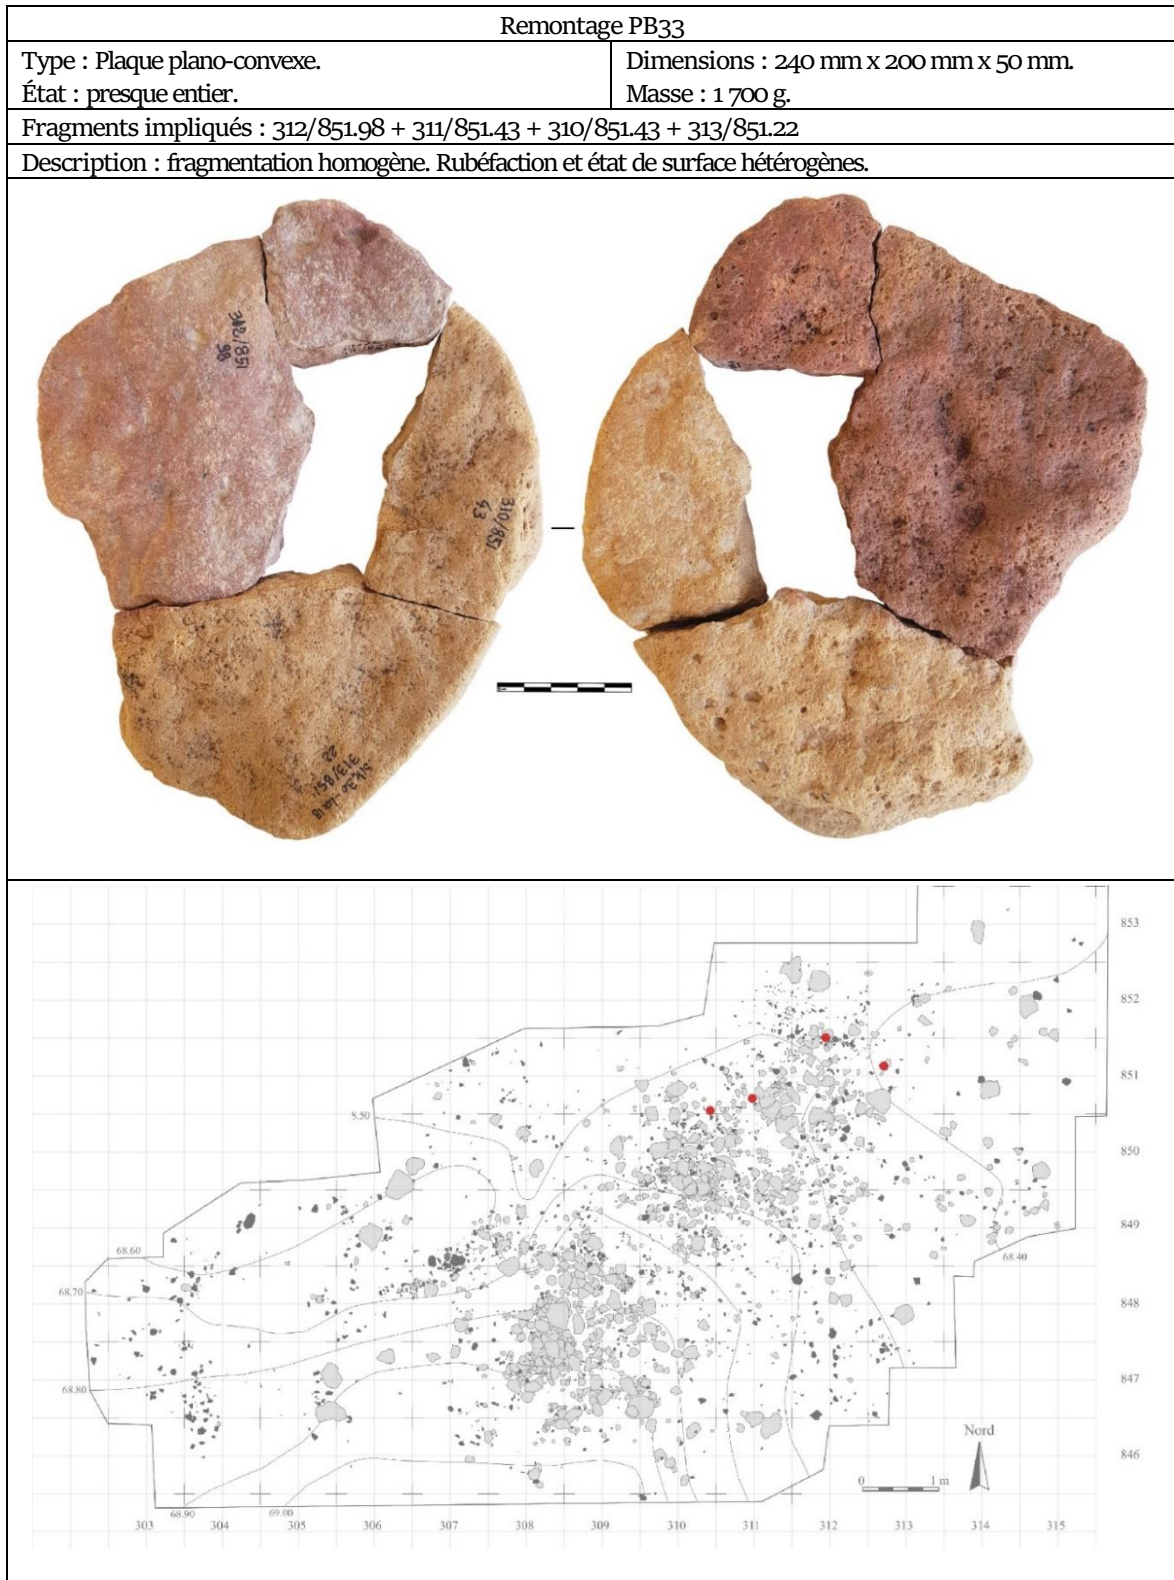 Remontage PB33
Type : Plaque plano-convexe.
État : presque entier.
Dimensions : 240 mm x 200 mm x 50 mm.
Masse : 1 700 g.
Fragments impliqués : 312/851.98 + 311/851.43 + 310/851.43 + 313/851.22
Description : fragmentation homogène. Rubéfaction et état de surface hétérogènes.
312/851
98
310/851
43
313/851
22
853
852
851
8.50
850
849
68.60
68.40
68.70
848
68.80
847
Nord
846
0 1 m
68.90 69.00
303 304 305 306 307 308 309 310 311 312 313 314 315